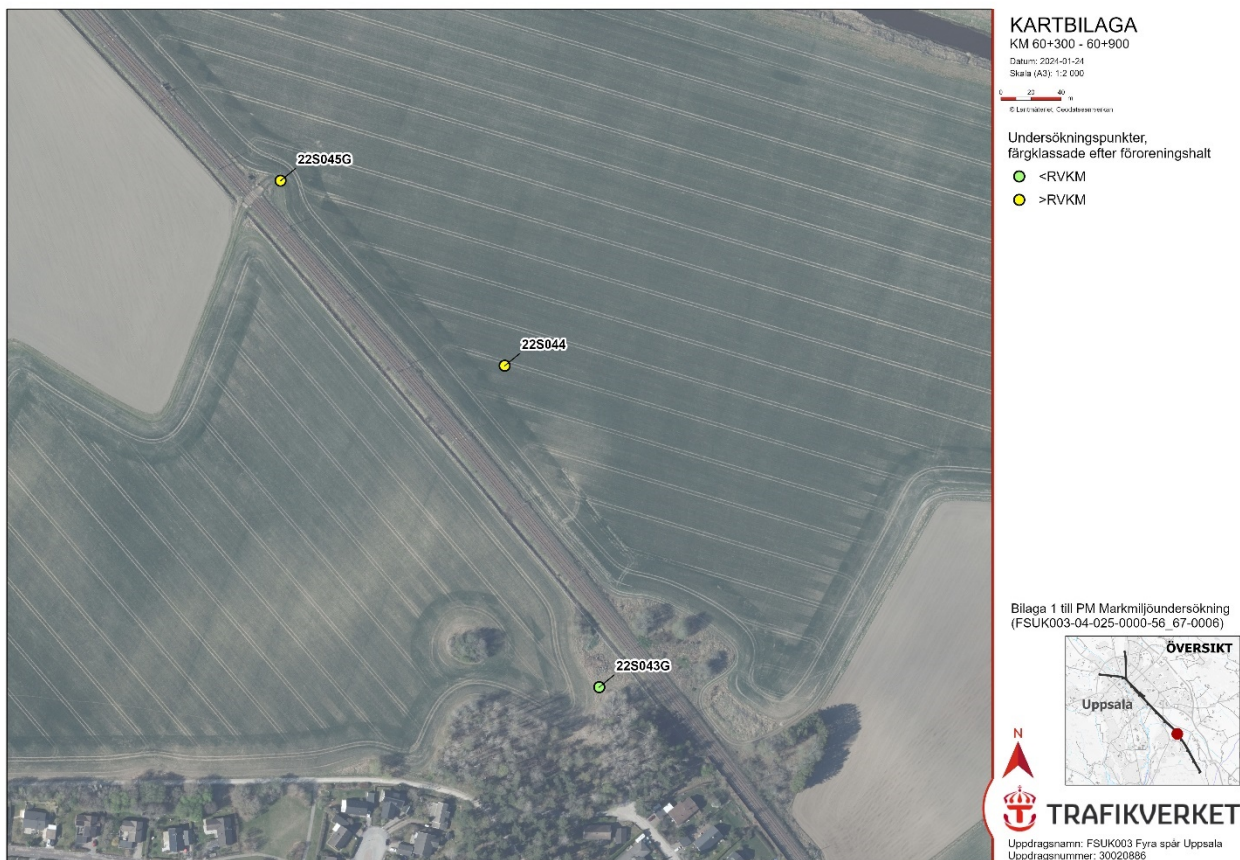 KARTBILAGA
KM 60+300 - 60+900
Datum: 2024-01-24
Skala (A3): 1:2 000
0 20 40 m
© Lantmäteriet, Geodatasamverkan
Undersökningspunkter,
färgklassade efter föroreningshalt
<RVKM
>RVKM
22S045G
22S044
22S043G
Bilaga 1 till PM Markmiljöundersökning
(FSUK003-04-025-0000-56_67-0006)
ÖVERSIKT
Uppsala
N
TRAFIKVERKET
Uppdragsnamn: FSUK003 Fyra spår Uppsala
Uppdragsnummer: 30020886